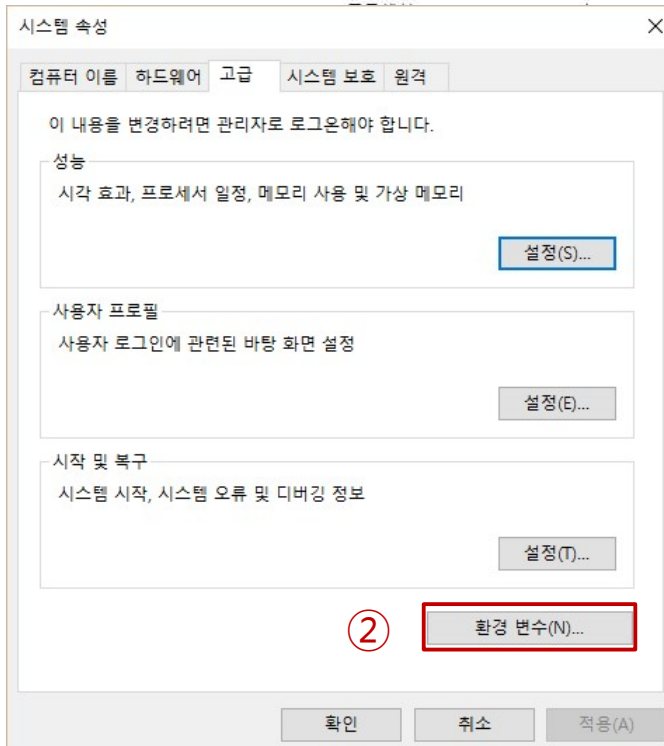 시스템 속성
컴퓨터 이름 하드웨어 고급 시스템 보호 원격
이 내용을 변경하려면 관리자로 로그온해야 합니다.
성능
시각 효과, 프로세서 일정, 메모리 사용 및 가상 메모리
설정(S)...
사용자 프로필
사용자 로그인에 관련된 바탕 화면 설정
설정(E)...
시작 및 복구
시스템 시작, 시스템 오류 및 디버깅 정보
설정(T)...
② 환경 변수(N)...
확인 취소 적용(A)